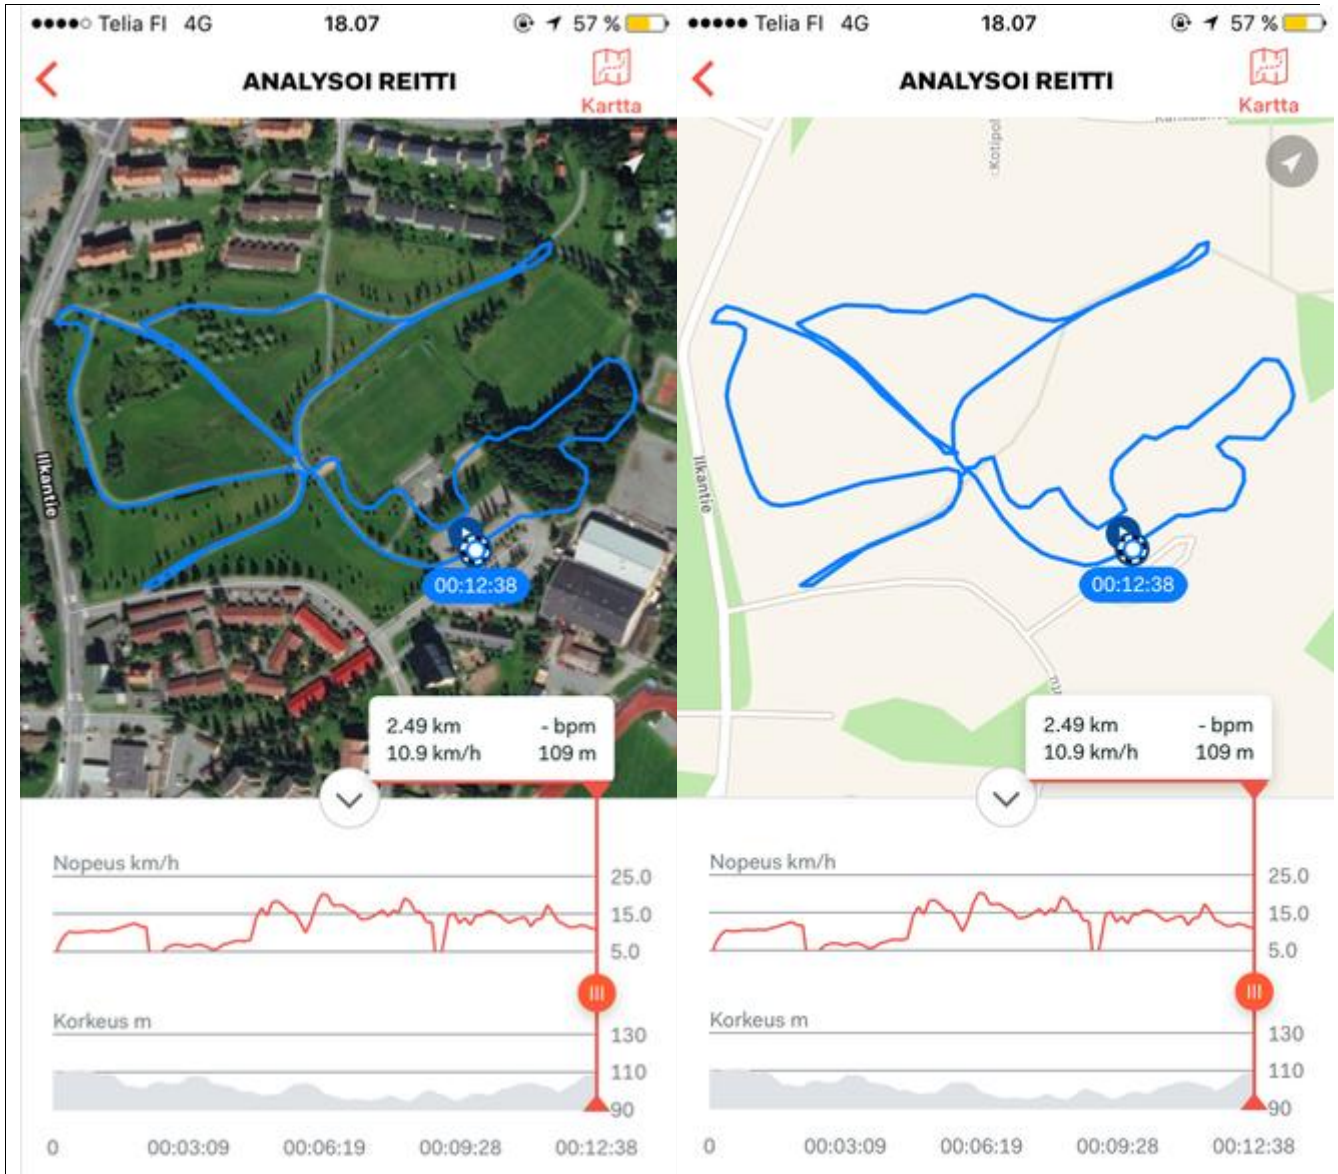 Telia FI 4G 18.07 57 %
ANALYSOI REITTI
Kartta
Ilkantie
00:12:38
2.49 km - bpm
10.9 km/h 109 m
Nopeus km/h
25.0
15.0
5.0
Korkeus m
130
110
90
0 00:03:09 00:06:19 00:09:28 00:12:38
Telia FI 4G 18.07 57 %
ANALYSOI REITTI
Kartta
Kotipol
Ilkantie
00:12:38
2.49 km - bpm
10.9 km/h 109 m
Nopeus km/h
25.0
15.0
5.0
Korkeus m
130
110
90
0 00:03:09 00:06:19 00:09:28 00:12:38